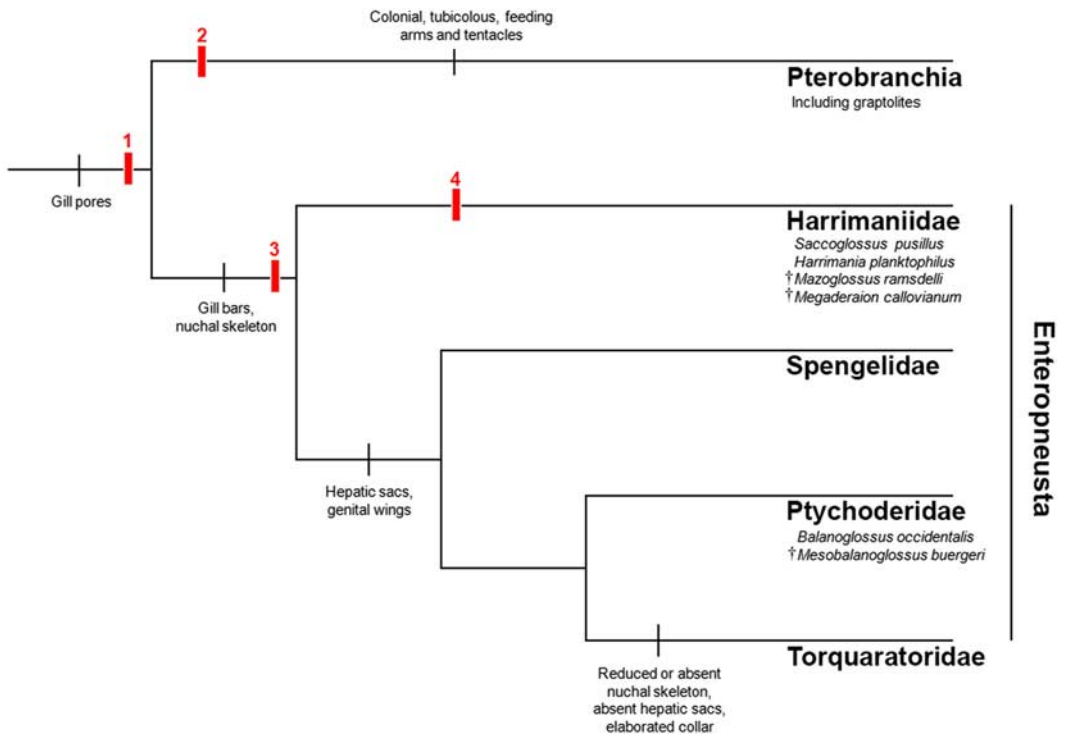 Colonial, tubicolous, feeding
arms and tentacles
2
Pterobranchia
Including graptolites
1
Gill pores
4
Harrimaniidae
Saccoglossus pusillus
Harrimania planktophilus
†Mazoglossus ramsdelli
†Megaderaion callovianum
3
Gill bars,
nuchal skeleton
Spengelidae
Hepatic sacs,
genital wings
Ptychoderidae
Balanoglossus occidentalis
†Mesobalanoglossus buergeri
Torquaratoridae
Reduced or absent
nuchal skeleton,
absent hepatic sacs,
elaborated collar
Enteropneusta